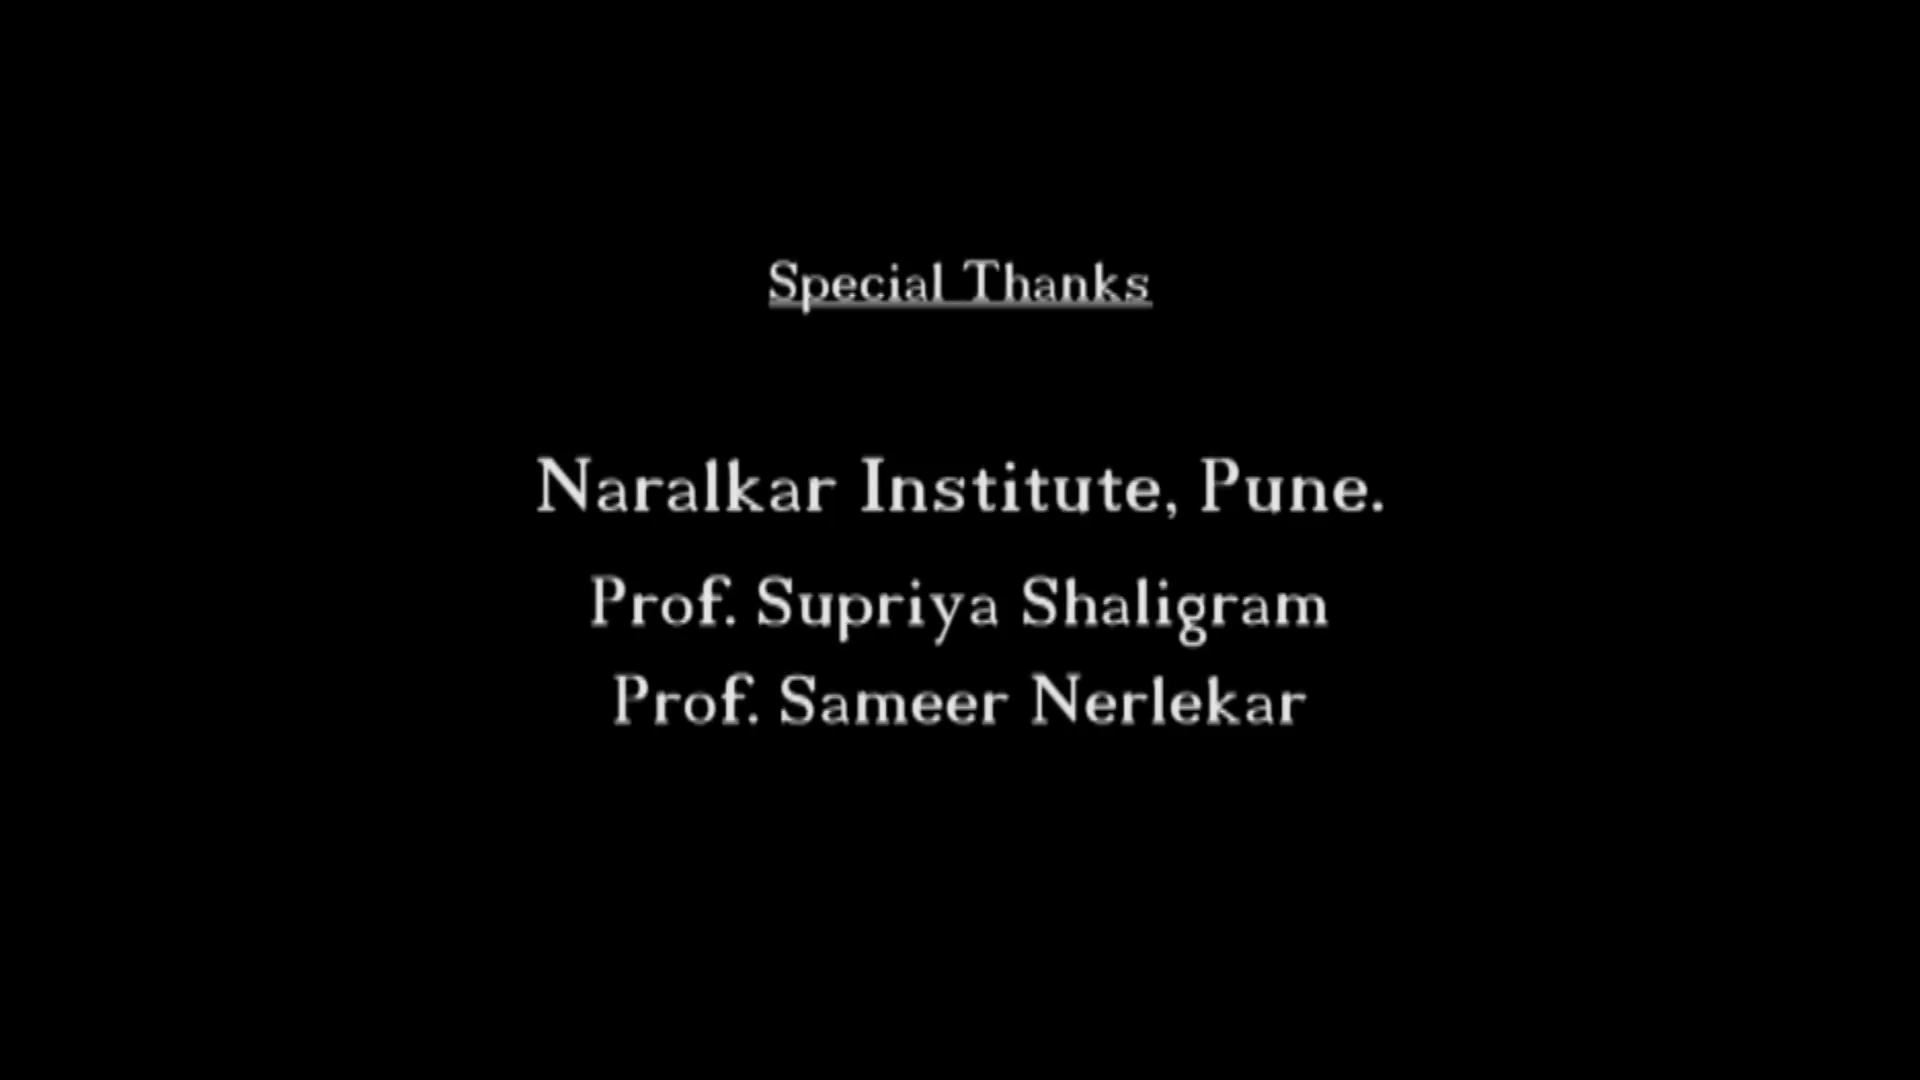 Special Thanks
Naralkar Institute, Pune.
Prof. Supriya Shaligram
Prof. Sameer Nerlekar